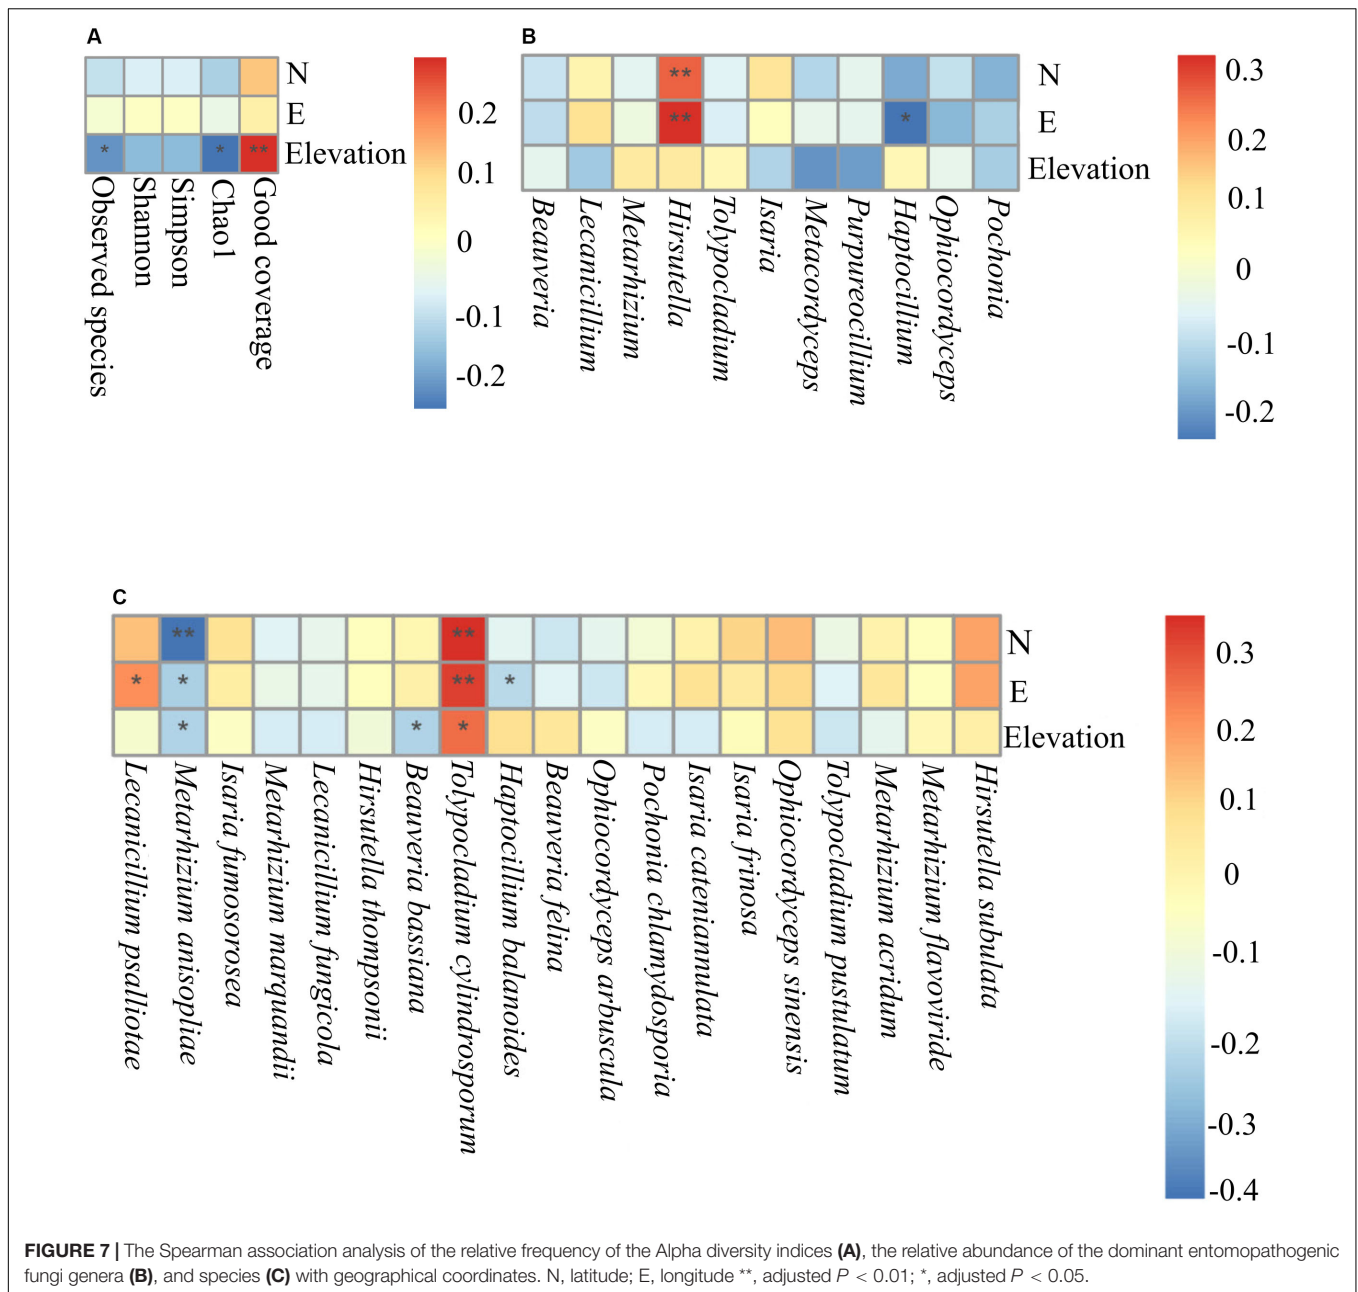 A
N
E
Elevation
* * **
Observed species
Shannon
Simpson
Chao1
Good coverage
0.2
0.1
0
-0.1
-0.2
B
**
N
** *
E
Elevation
Beauveria
Lecanicillium
Metarhizium
Hirsutella
Tolypocladium
Isaria
Metacordyceps
Purpureocillium
Haptocillium
Ophiocordyceps
Pochonia
0.3
0.2
0.1
0
-0.1
-0.2
C
** **
N
* * ** *
E
* * *
Elevation
Lecanicillium psalliotae
Metarhizium anisopliae
Isaria fumosorosea
Metarhizium marquandii
Lecanicillium fungicola
Hirsutella thompsonii
Beauveria bassiana
Tolypocladium cylindrosporum
Haptocillium balanoides
Beauveria felina
Ophiocordyceps arbuscula
Pochonia chlamydosporia
Isaria cateniannulata
Isaria frinosa
Ophiocordyceps sinensis
Tolypocladium pustulatum
Metarhizium acridum
Metarhizium flavoviride
Hirsutella subulata
0.3
0.2
0.1
0
-0.1
-0.2
-0.3
-0.4
FIGURE 7 | The Spearman association analysis of the relative frequency of the Alpha diversity indices (A), the relative abundance of the dominant entomopathogenic
fungi genera (B), and species (C) with geographical coordinates. N, latitude; E, longitude **, adjusted P < 0.01; *, adjusted P < 0.05.